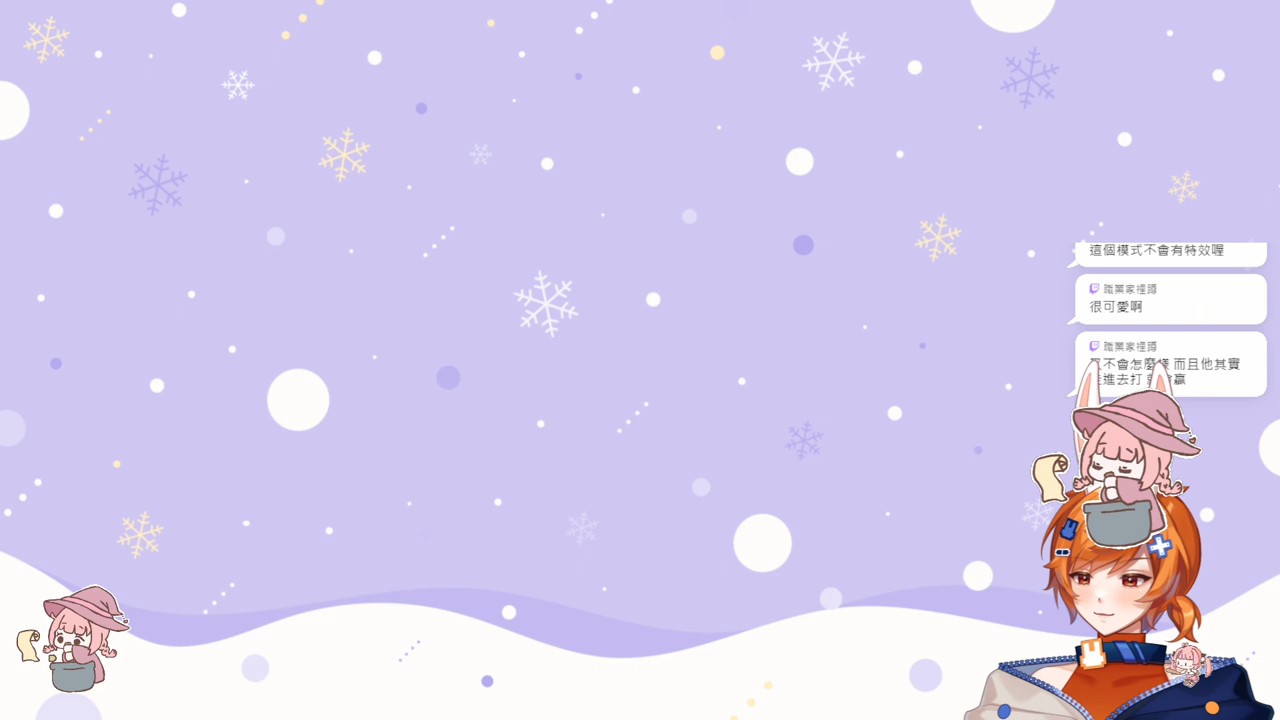 這個模式不會有特效喔
職業家裡蹲
很可愛啊
職業家裡蹲
不會怎麼樣 而且他其實
進去打 贏